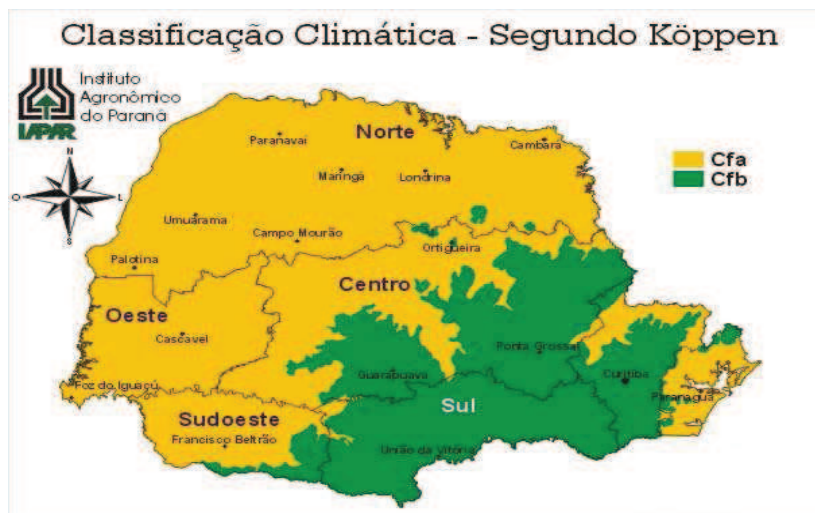 Classificação Climática - Segundo Köppen
Instituto
Agronômico
do Paraná
IAPAR
N
O
L
S
Cfa
Cfb
Norte
Paranavaí
Cambará
Maringá
Londrina
Umuarama
Campo Mourão
Ortigueira
Palotina
Centro
Oeste
Cascavel
Ponta Grossa
Guarapuava
Curitiba
Foz do Iguaçú
Paranaguá
Sul
Sudoeste
Francisco Beltrão
União da Vitória